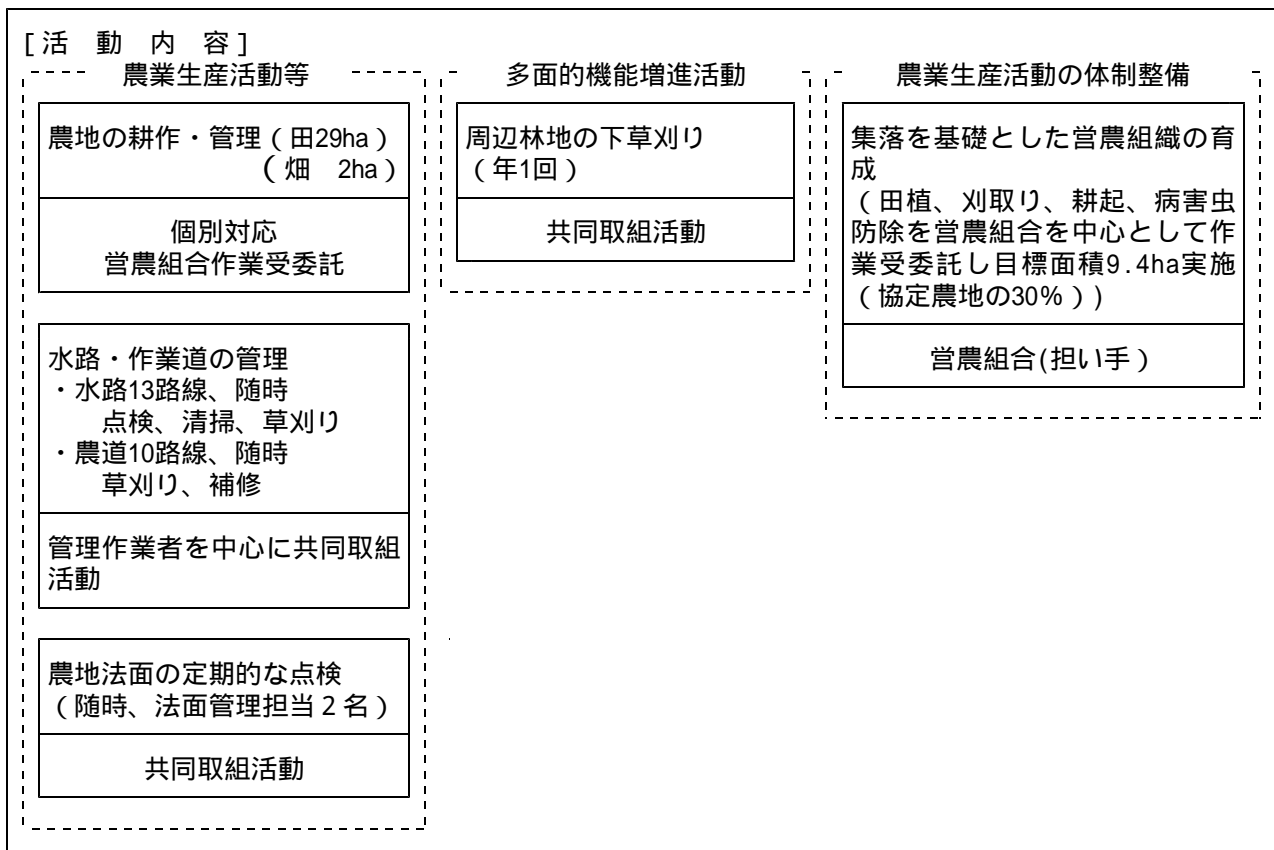 [活 動 内 容]
農業生産活動等
農地の耕作・管理(田29ha)
(畑 2ha)
個別対応
営農組合作業受委託
水路・作業道の管理
・水路13路線、随時
点検、清掃、草刈り
・農道10路線、随時
草刈り、補修
管理作業者を中心に共同取組
活動
農地法面の定期的な点検
(随時、法面管理担当2名)
共同取組活動
多面的機能増進活動
周辺林地の下草刈り
(年1回)
共同取組活動
農業生産活動の体制整備
集落を基礎とした営農組織の育
成
(田植、刈取り、耕起、病害虫
防除を営農組合を中心として作
業受委託し目標面積9.4ha実施
(協定農地の30%))
営農組合(担い手)